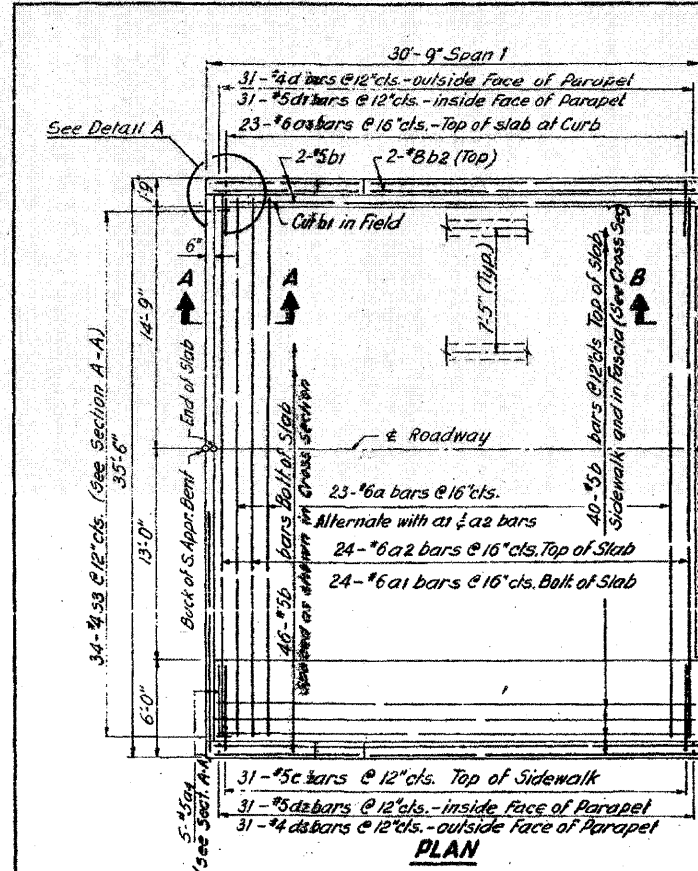 30'-9" Span 1
31-#4d bars @ 12"cts.-outside Face of Parapet
31-#5d1 bars @ 12"cts.-inside Face of Parapet
23-#6a3 bars @ 16"cts.-Top of slab at Curb
See Detail A
2-#5b1
2-#8b2 (Top)
1'-9"
Cut b1 in Field
6"
A
A
B
7'-5" (Typ.)
14'-9"
34-#4s3 @ 12"cts. (See Section A-A)
35'-6"
Back of S. Appr. Bent
End of Slab
℄ Roadway
40-#5b bars @ 12"cts Top of Slab,
Sidewalk and in Fascia (See Cross Sec)
23-#6a bars @ 16"cts.
Alternate with a1 & a2 bars
24-#6a2 bars @ 16"cts. Top of Slab
24-#6a1 bars @ 16"cts. Bott. of Slab
46-#5b bars Bott of Slab
spaced as shown in Cross section
13'-0"
6'-0"
5-#5a4
(See Sect. A-A)
31-#5c bars @ 12"cts. Top of Sidewalk
31-#5d2 bars @ 12"cts.-inside Face of Parapet
31-#4d3 bars @ 12"cts.-outside Face of Parapet
PLAN